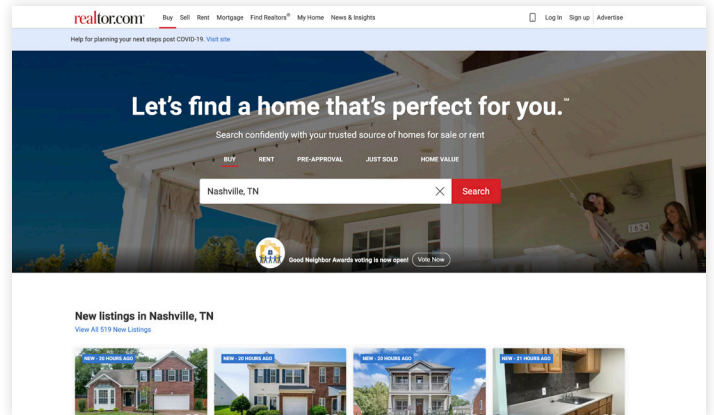 realtor.com®
Buy Sell Rent Mortgage Find Realtors® My Home News & Insights
Log In Sign up Advertise
Help for planning your next steps post COVID-19. Visit site
Let's find a home that's perfect for you.™
Search confidently with your trusted source of homes for sale or rent
BUY RENT PRE-APPROVAL JUST SOLD HOME VALUE
Nashville, TN
Search
1624
Good Neighbor Awards voting is now open! Vote Now
New listings in Nashville, TN
View All 519 New Listings
NEW - 20 HOURS AGO
NEW - 20 HOURS AGO
NEW - 20 HOURS AGO
NEW - 21 HOURS AGO